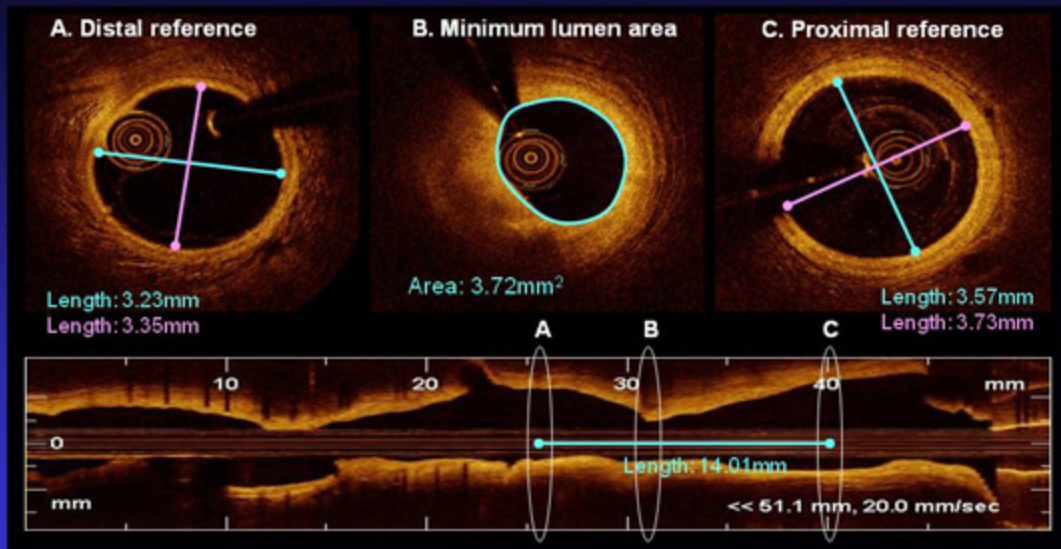 A. Distal reference
B. Minimum lumen area
C. Proximal reference
Length: 3.23mm
Length: 3.35mm
Area: 3.72mm²
Length: 3.57mm
Length: 3.73mm
A
B
C
10
20
30
40
mm
0
Length: 14.01mm
mm
<< 51.1 mm, 20.0 mm/sec